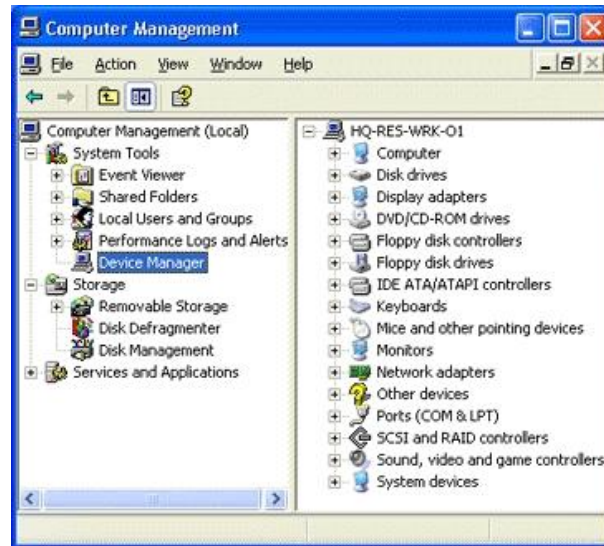 Computer Management
File Action View Window Help
Computer Management (Local)
System Tools
Event Viewer
Shared Folders
Local Users and Groups
Performance Logs and Alerts
Device Manager
Storage
Removable Storage
Disk Defragmenter
Disk Management
Services and Applications
HQ-RES-WRK-01
Computer
Disk drives
Display adapters
DVD/CD-ROM drives
Floppy disk controllers
Floppy disk drives
IDE ATA/ATAPI controllers
Keyboards
Mice and other pointing devices
Monitors
Network adapters
Other devices
Ports (COM & LPT)
SCSI and RAID controllers
Sound, video and game controllers
System devices